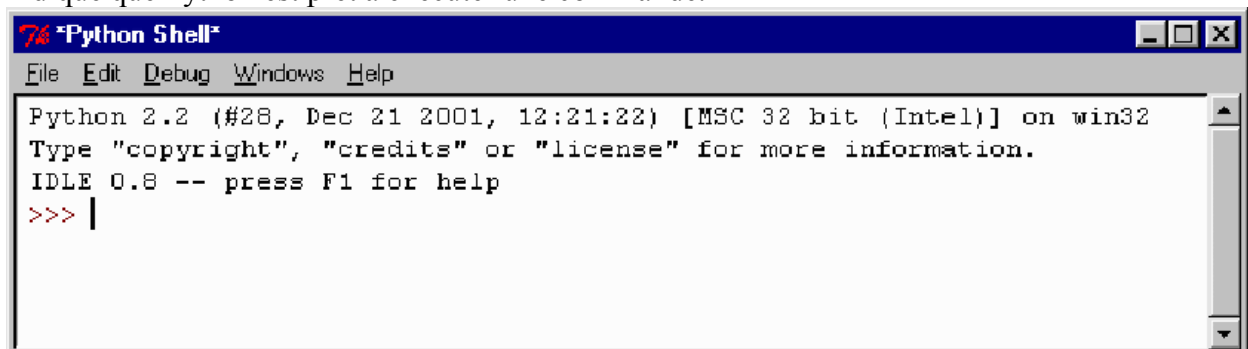 *Python Shell*
File Edit Debug Windows Help
Python 2.2 (#28, Dec 21 2001, 12:21:22) [MSC 32 bit (Intel)] on win32
Type "copyright", "credits" or "license" for more information.
IDLE 0.8 -- press F1 for help
>>>